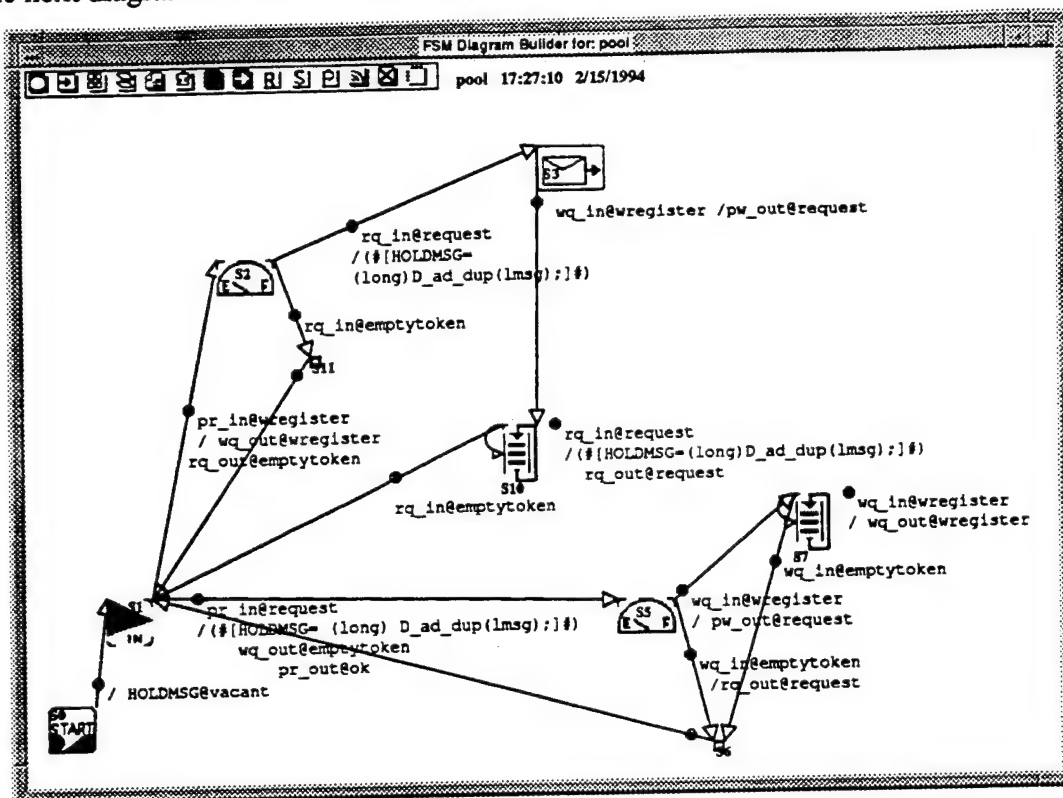 FSM Diagram Builder for: pool
R S P
pool 17:27:10 2/15/1994
S3
wq_in@wregister /pw_out@request
rq_in@request
/(#[HOLDMSG=
(long)D_ad_dup(lmsg);]#)
S2
E F
rq_in@emptytoken
S11
pr_in@wregister
/ wq_out@wregister
rq_out@emptytoken
rq_in@request
/(#[HOLDMSG=(long)D_ad_dup(lmsg);]#)
rq_out@request
S10
rq_in@emptytoken
wq_in@wregister
/ wq_out@wregister
S7
wq_in@emptytoken
S1
IN
pr_in@request
/(#[HOLDMSG= (long) D_ad_dup(lmsg);]#)
wq_out@emptytoken
pr_out@ok
S5
E F
wq_in@wregister
/ pw_out@request
wq_in@emptytoken
/rq_out@request
/ HOLDMSG@vacant
S0
START
S6